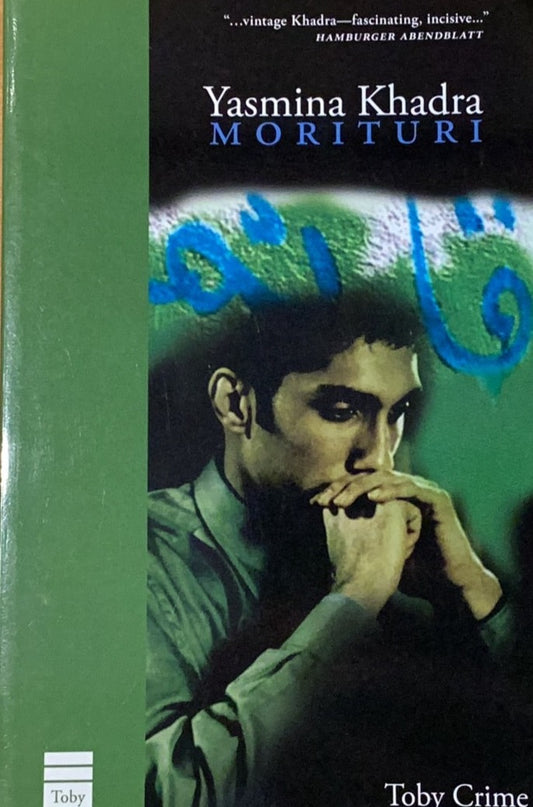 “...vintage Khadra—fascinating, incisive...”
HAMBURGER ABENDBLATT
Yasmina Khadra
MORITURI
Toby Crime
Toby